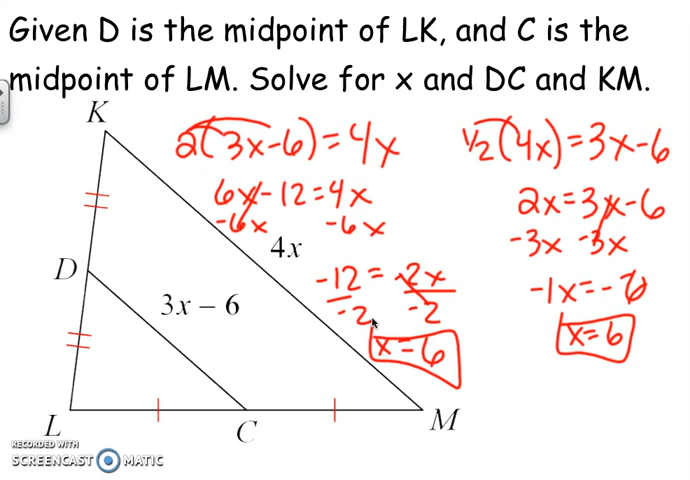 Given D is the midpoint of LK, and C is the
midpoint of LM. Solve for x and DC and KM.
K
2(3x-6)=4x
6x-12=4x
-6x -6x
-12 = -2x
-2 -2
x=6
1/2(4x)=3x-6
2x=3x-6
-3x -3x
-1x=-6
x=6
4x
D
3x – 6
L
C
M
RECORDED WITH
SCREENCAST MATIC